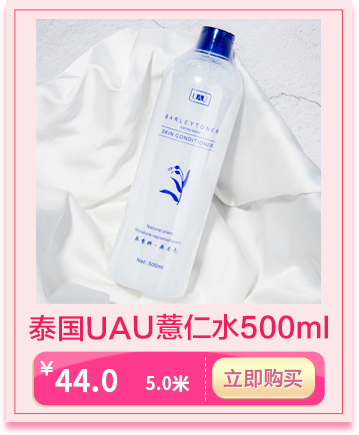 UAU
BARLEYTONER
SKIN CONDITIONER
Natural plant
Moisture replenishment
Net: 500ml
泰国UAU薏仁水500ml
¥44.0
5.0米
立即购买